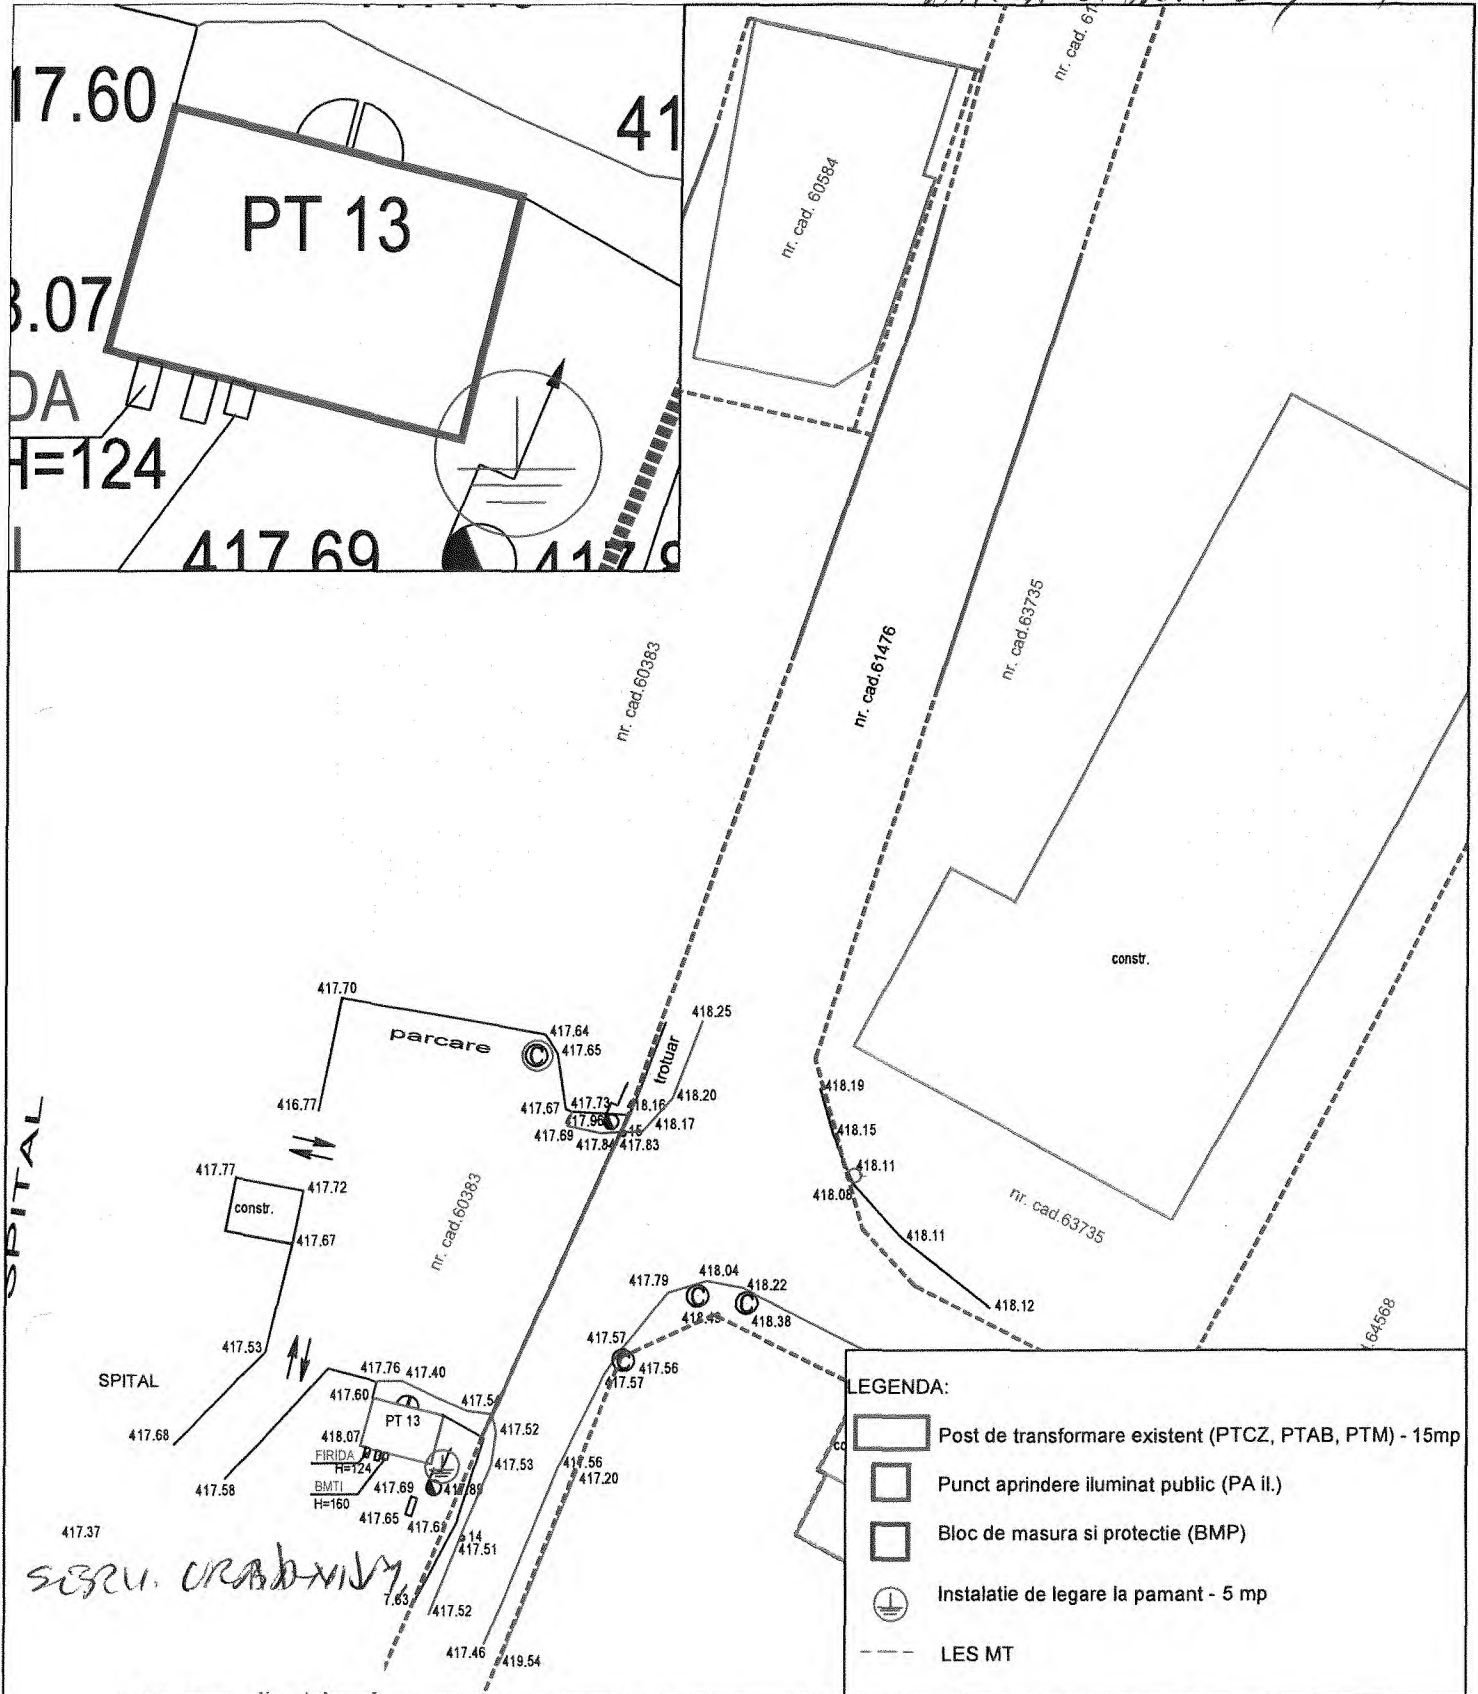 17.60
41
PT 13
3.07
DA
H=124
417.69
nr. cad. 61
nr. cad. 60584
nr. cad.60383
nr. cad.61476
nr. cad.63735
constr.
417.70
parcare
417.64
417.65
418.25
trotuar
416.77
417.67
417.73
418.16
418.20
417.69
417.84
417.83
418.17
418.19
418.15
418.11
418.08
418.11
418.12
nr. cad.63735
SPITAL
417.77
417.72
constr.
417.67
nr. cad.60383
417.53
417.79
418.04
418.22
418.38
417.57
417.56
417.57
.64568
SPITAL
417.76
417.40
417.60
417.54
417.52
PT 13
418.07
417.68
FIRIDA
H=124
417.53
417.58
BMTI
H=160
417.69
417.65
417.56
417.20
417.37
14
417.51
7.63
417.52
417.46
419.54
LEGENDA:
Post de transformare existent (PTCZ, PTAB, PTM) - 15mp
Punct aprindere iluminat public (PA il.)
Bloc de masura si protectie (BMP)
Instalatie de legare la pamant - 5 mp
LES MT